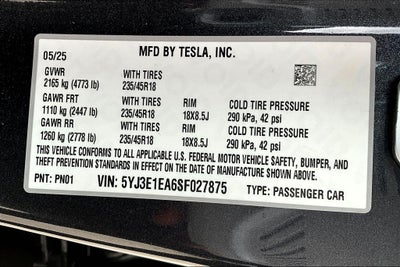 MFD BY TESLA, INC.
05/25
GVWR WITH TIRES
2165 kg (4773 lb) 235/45R18
GAWR FRT WITH TIRES RIM COLD TIRE PRESSURE
1110 kg (2447 lb) 235/45R18 18X8.5J 290 kPa, 42 psi
GAWR RR WITH TIRES RIM COLD TIRE PRESSURE
1260 kg (2778 lb) 235/45R18 18X8.5J 290 kPa, 42 psi
THIS VEHICLE CONFORMS TO ALL APPLICABLE U.S. FEDERAL MOTOR VEHICLE SAFETY, BUMPER, AND
THEFT PREVENTION STANDARDS IN EFFECT ON THE DATE OF MANUFACTURE SHOWN ABOVE.
PNT: PN01 VIN: 5YJ3E1EA6SF027875 TYPE: PASSENGER CAR